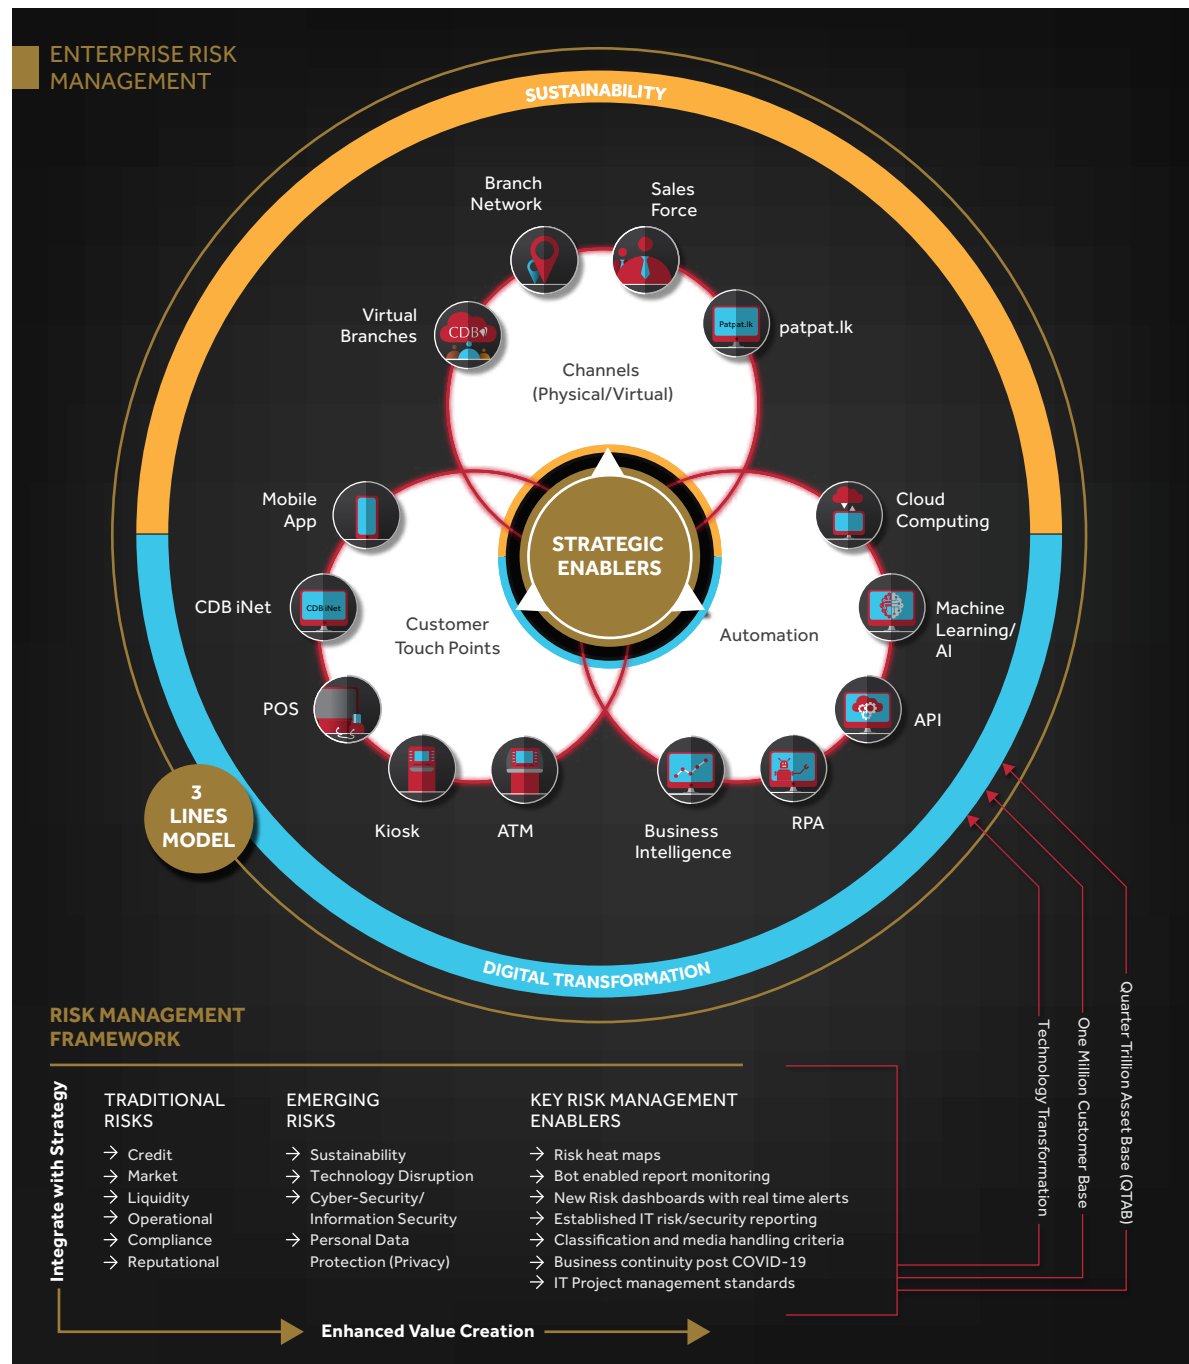 ENTERPRISE RISK
MANAGEMENT
SUSTAINABILITY
Branch
Network
Sales
Force
Virtual
Branches
CDB
Patpat.lk
patpat.lk
Channels
(Physical/Virtual)
Mobile
App
Cloud
Computing
STRATEGIC
ENABLERS
CDB iNet
CDB iNet
Machine
Learning/
AI
Customer
Touch Points
Automation
POS
API
3
LINES
MODEL
Kiosk
ATM
Business
Intelligence
RPA
DIGITAL TRANSFORMATION
Technology Transformation
One Million Customer Base
Quarter Trillion Asset Base (QTAB)
RISK MANAGEMENT
FRAMEWORK
Integrate with Strategy
TRADITIONAL
RISKS
→ Credit
→ Market
→ Liquidity
→ Operational
→ Compliance
→ Reputational
EMERGING
RISKS
→ Sustainability
→ Technology Disruption
→ Cyber-Security/
Information Security
→ Personal Data
Protection (Privacy)
KEY RISK MANAGEMENT
ENABLERS
→ Risk heat maps
→ Bot enabled report monitoring
→ New Risk dashboards with real time alerts
→ Established IT risk/security reporting
→ Classification and media handling criteria
→ Business continuity post COVID-19
→ IT Project management standards
Enhanced Value Creation